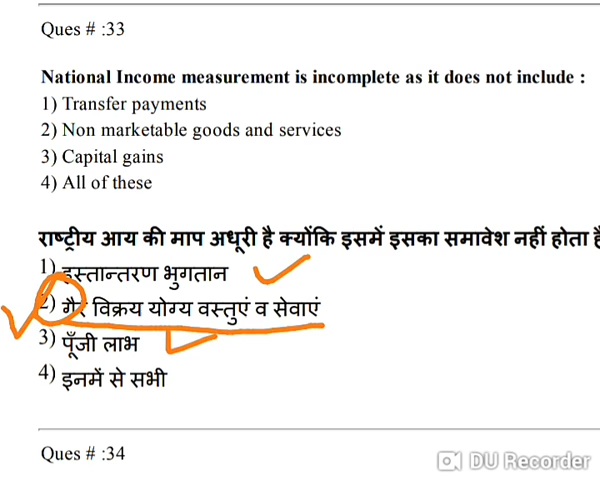 Ques # :33
National Income measurement is incomplete as it does not include :
1) Transfer payments
2) Non marketable goods and services
3) Capital gains
4) All of these
राष्ट्रीय आय की माप अधूरी है क्योंकि इसमें इसका समावेश नहीं होता है
1) हस्तान्तरण भुगतान
2) गैर विक्रय योग्य वस्तुएं व सेवाएं
3) पूँजी लाभ
4) इनमें से सभी
Ques # :34
DU Recorder